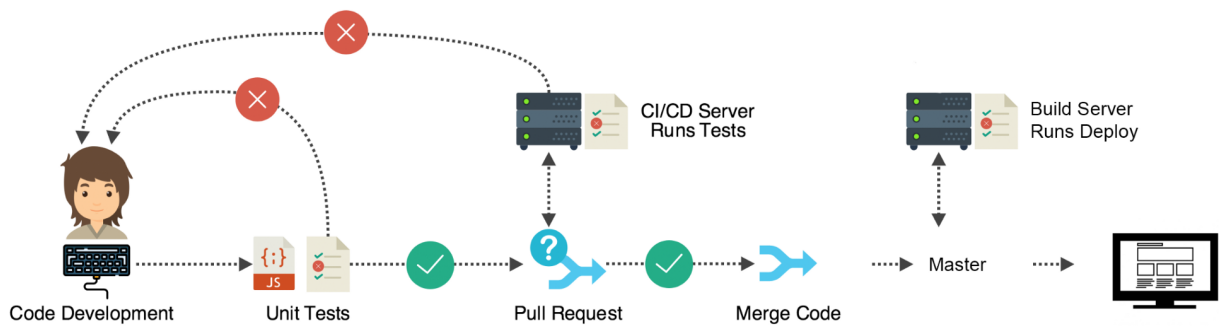 CI/CD Server
Runs Tests
Build Server
Runs Deploy
{;}
JS
?
Master
Code Development
Unit Tests
Pull Request
Merge Code